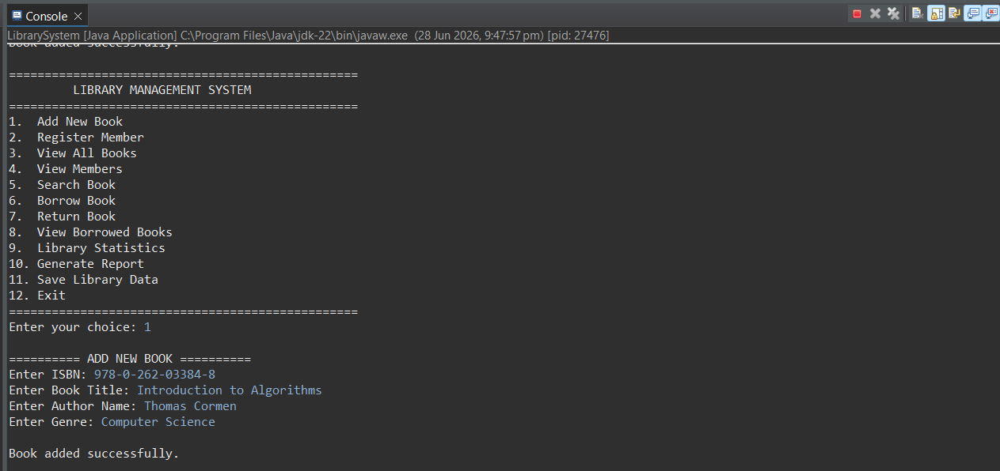 Console
LibrarySystem [Java Application] C:\Program Files\Java\jdk-22\bin\javaw.exe  (28 Jun 2026, 9:47:57 pm) [pid: 27476]
Book added successfully.

=================================================
         LIBRARY MANAGEMENT SYSTEM
=================================================
1.  Add New Book
2.  Register Member
3.  View All Books
4.  View Members
5.  Search Book
6.  Borrow Book
7.  Return Book
8.  View Borrowed Books
9.  Library Statistics
10. Generate Report
11. Save Library Data
12. Exit
=================================================
Enter your choice: 1

========== ADD NEW BOOK ==========
Enter ISBN: 978-0-262-03384-8
Enter Book Title: Introduction to Algorithms
Enter Author Name: Thomas Cormen
Enter Genre: Computer Science

Book added successfully.